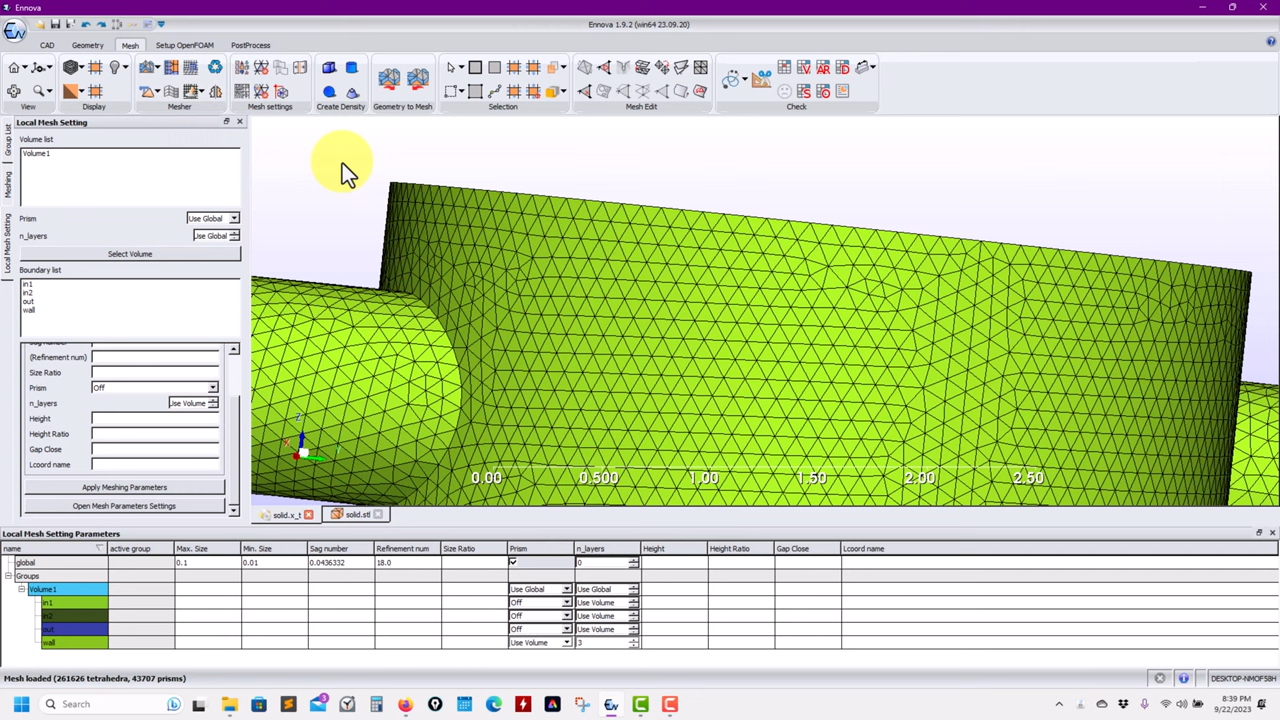 Ennova
Ennova 1.9.2 (win64 23.09.20)
CAD Geometry Mesh Setup OpenFOAM PostProcess
View Display Mesher Mesh settings Create Density Geometry to Mesh Selection Mesh Edit Check
Local Mesh Setting
Group List
Meshing
Local Mesh Setting
Volume list
Volume1
Prism Use Global
n_layers Use Global
Select Volume
Boundary list
in1
in2
out
wall
(Refinement num)
Size Ratio
Prism Off
n_layers Use Volume
Height
Height Ratio
Gap Close
Lcoord name
Apply Meshing Parameters
Open Mesh Parameters Settings
Z
X
0.00 0.500 1.00 1.50 2.00 2.50
solid.x_t solid.stl
Local Mesh Setting Parameters
name active group Max. Size Min. Size Sag number Refinement num Size Ratio Prism n_layers Height Height Ratio Gap Close Lcoord name
global 0.1 0.01 0.0436332 18.0 0
Groups
Volume1 Use Global Use Global
in1 Off Use Volume
in2 Off Use Volume
out Off Use Volume
wall Use Volume 3
Mesh loaded (261626 tetrahedra, 43707 prisms)
DESKTOP-NMOF58H
Search
3
8:39 PM
9/22/2023